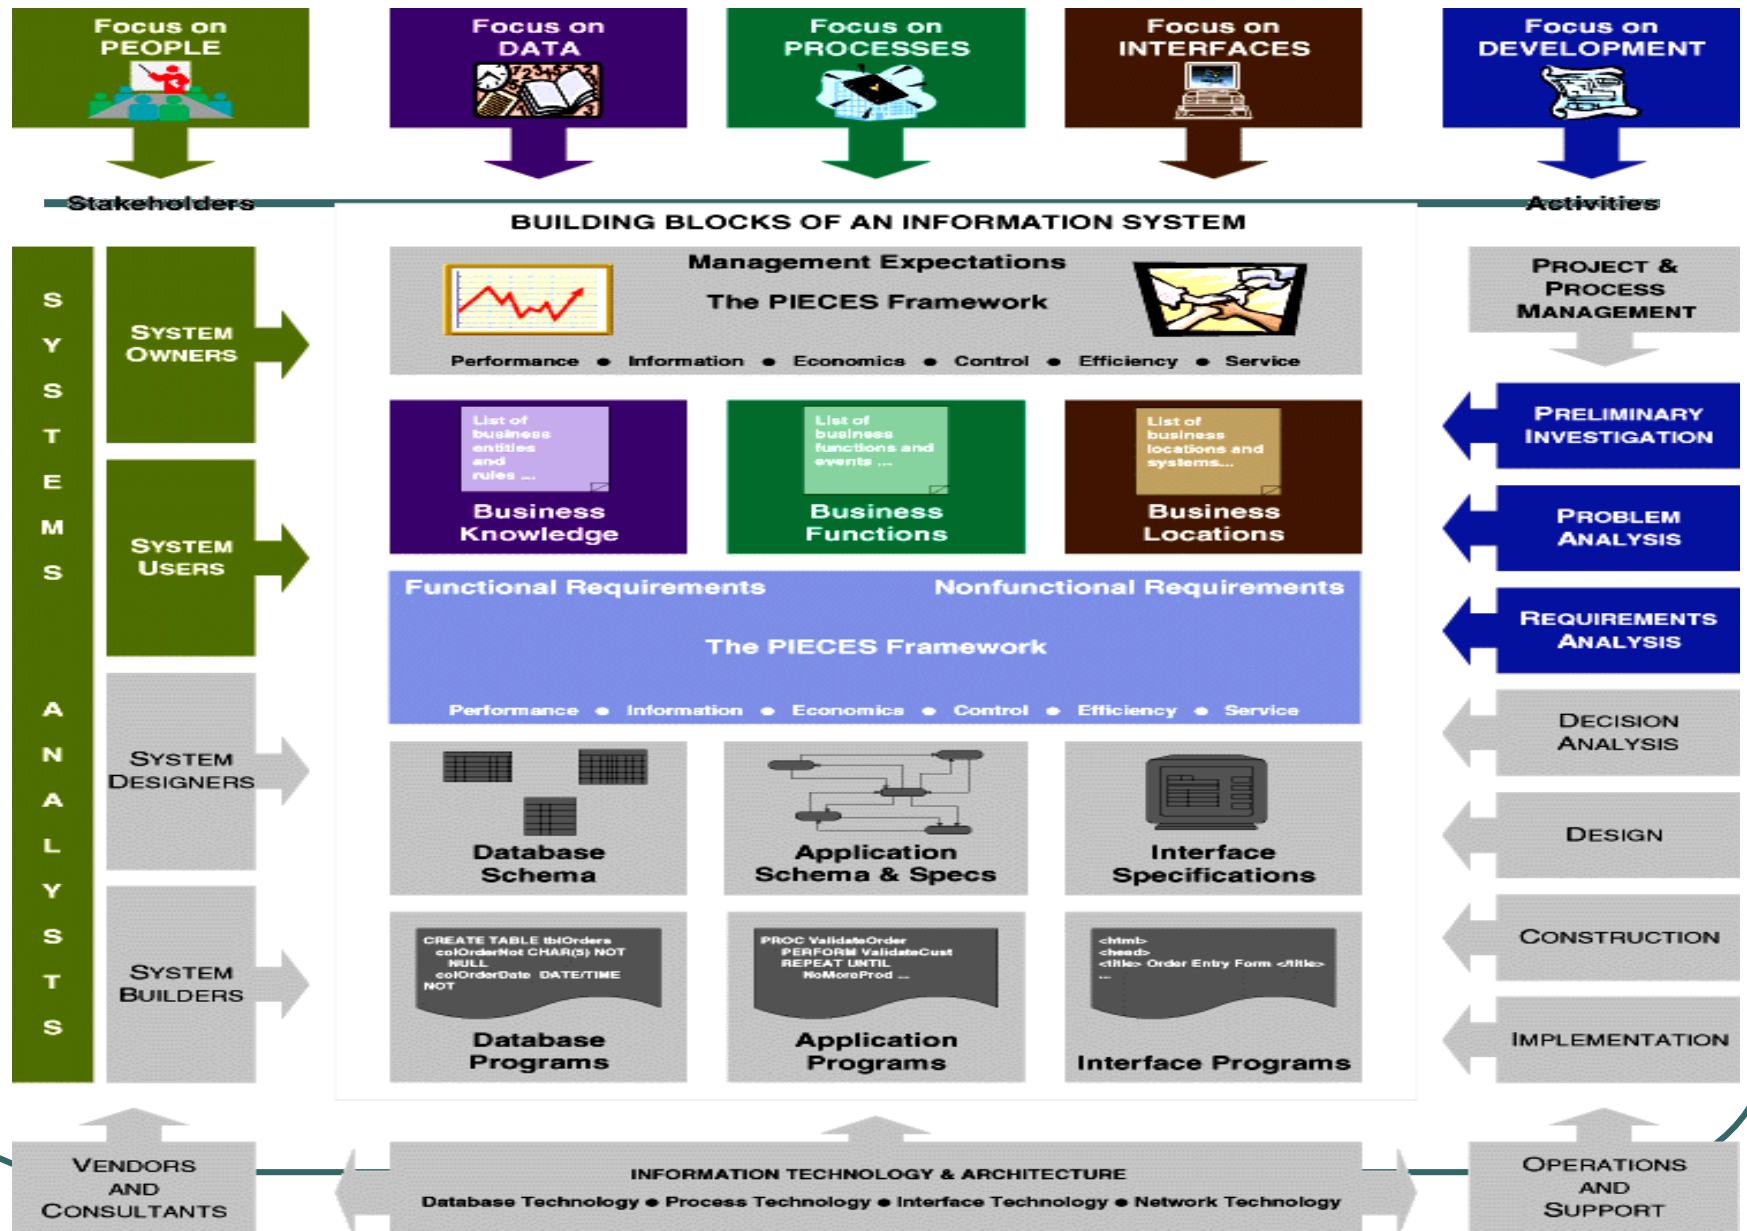 Focus on
PEOPLE
Focus on
DATA
Focus on
PROCESSES
Focus on
INTERFACES
Focus on
DEVELOPMENT
Stakeholders
Activities
BUILDING BLOCKS OF AN INFORMATION SYSTEM
SYSTEMS ANALYSTS
SYSTEM
OWNERS
SYSTEM
USERS
SYSTEM
DESIGNERS
SYSTEM
BUILDERS
Management Expectations
The PIECES Framework
Performance ● Information ● Economics ● Control ● Efficiency ● Service
List of
business
entities
and
rules ...
Business
Knowledge
List of
business
functions and
events ...
Business
Functions
List of
business
locations and
systems...
Business
Locations
Functional Requirements
Nonfunctional Requirements
The PIECES Framework
Performance ● Information ● Economics ● Control ● Efficiency ● Service
Database
Schema
Application
Schema & Specs
Interface
Specifications
CREATE TABLE tblOrders
colOrderNot CHAR(5) NOT
NULL
colOrderDate DATE/TIME
NOT
Database
Programs
PROC ValidateOrder
PERFORM ValidateCust
REPEAT UNTIL
NoMoreProd ...
Application
Programs
<html>
<head>
<title> Order Entry Form </title>
...
Interface Programs
PROJECT &
PROCESS
MANAGEMENT
PRELIMINARY
INVESTIGATION
PROBLEM
ANALYSIS
REQUIREMENTS
ANALYSIS
DECISION
ANALYSIS
DESIGN
CONSTRUCTION
IMPLEMENTATION
VENDORS
AND
CONSULTANTS
INFORMATION TECHNOLOGY & ARCHITECTURE
Database Technology ● Process Technology ● Interface Technology ● Network Technology
OPERATIONS
AND
SUPPORT